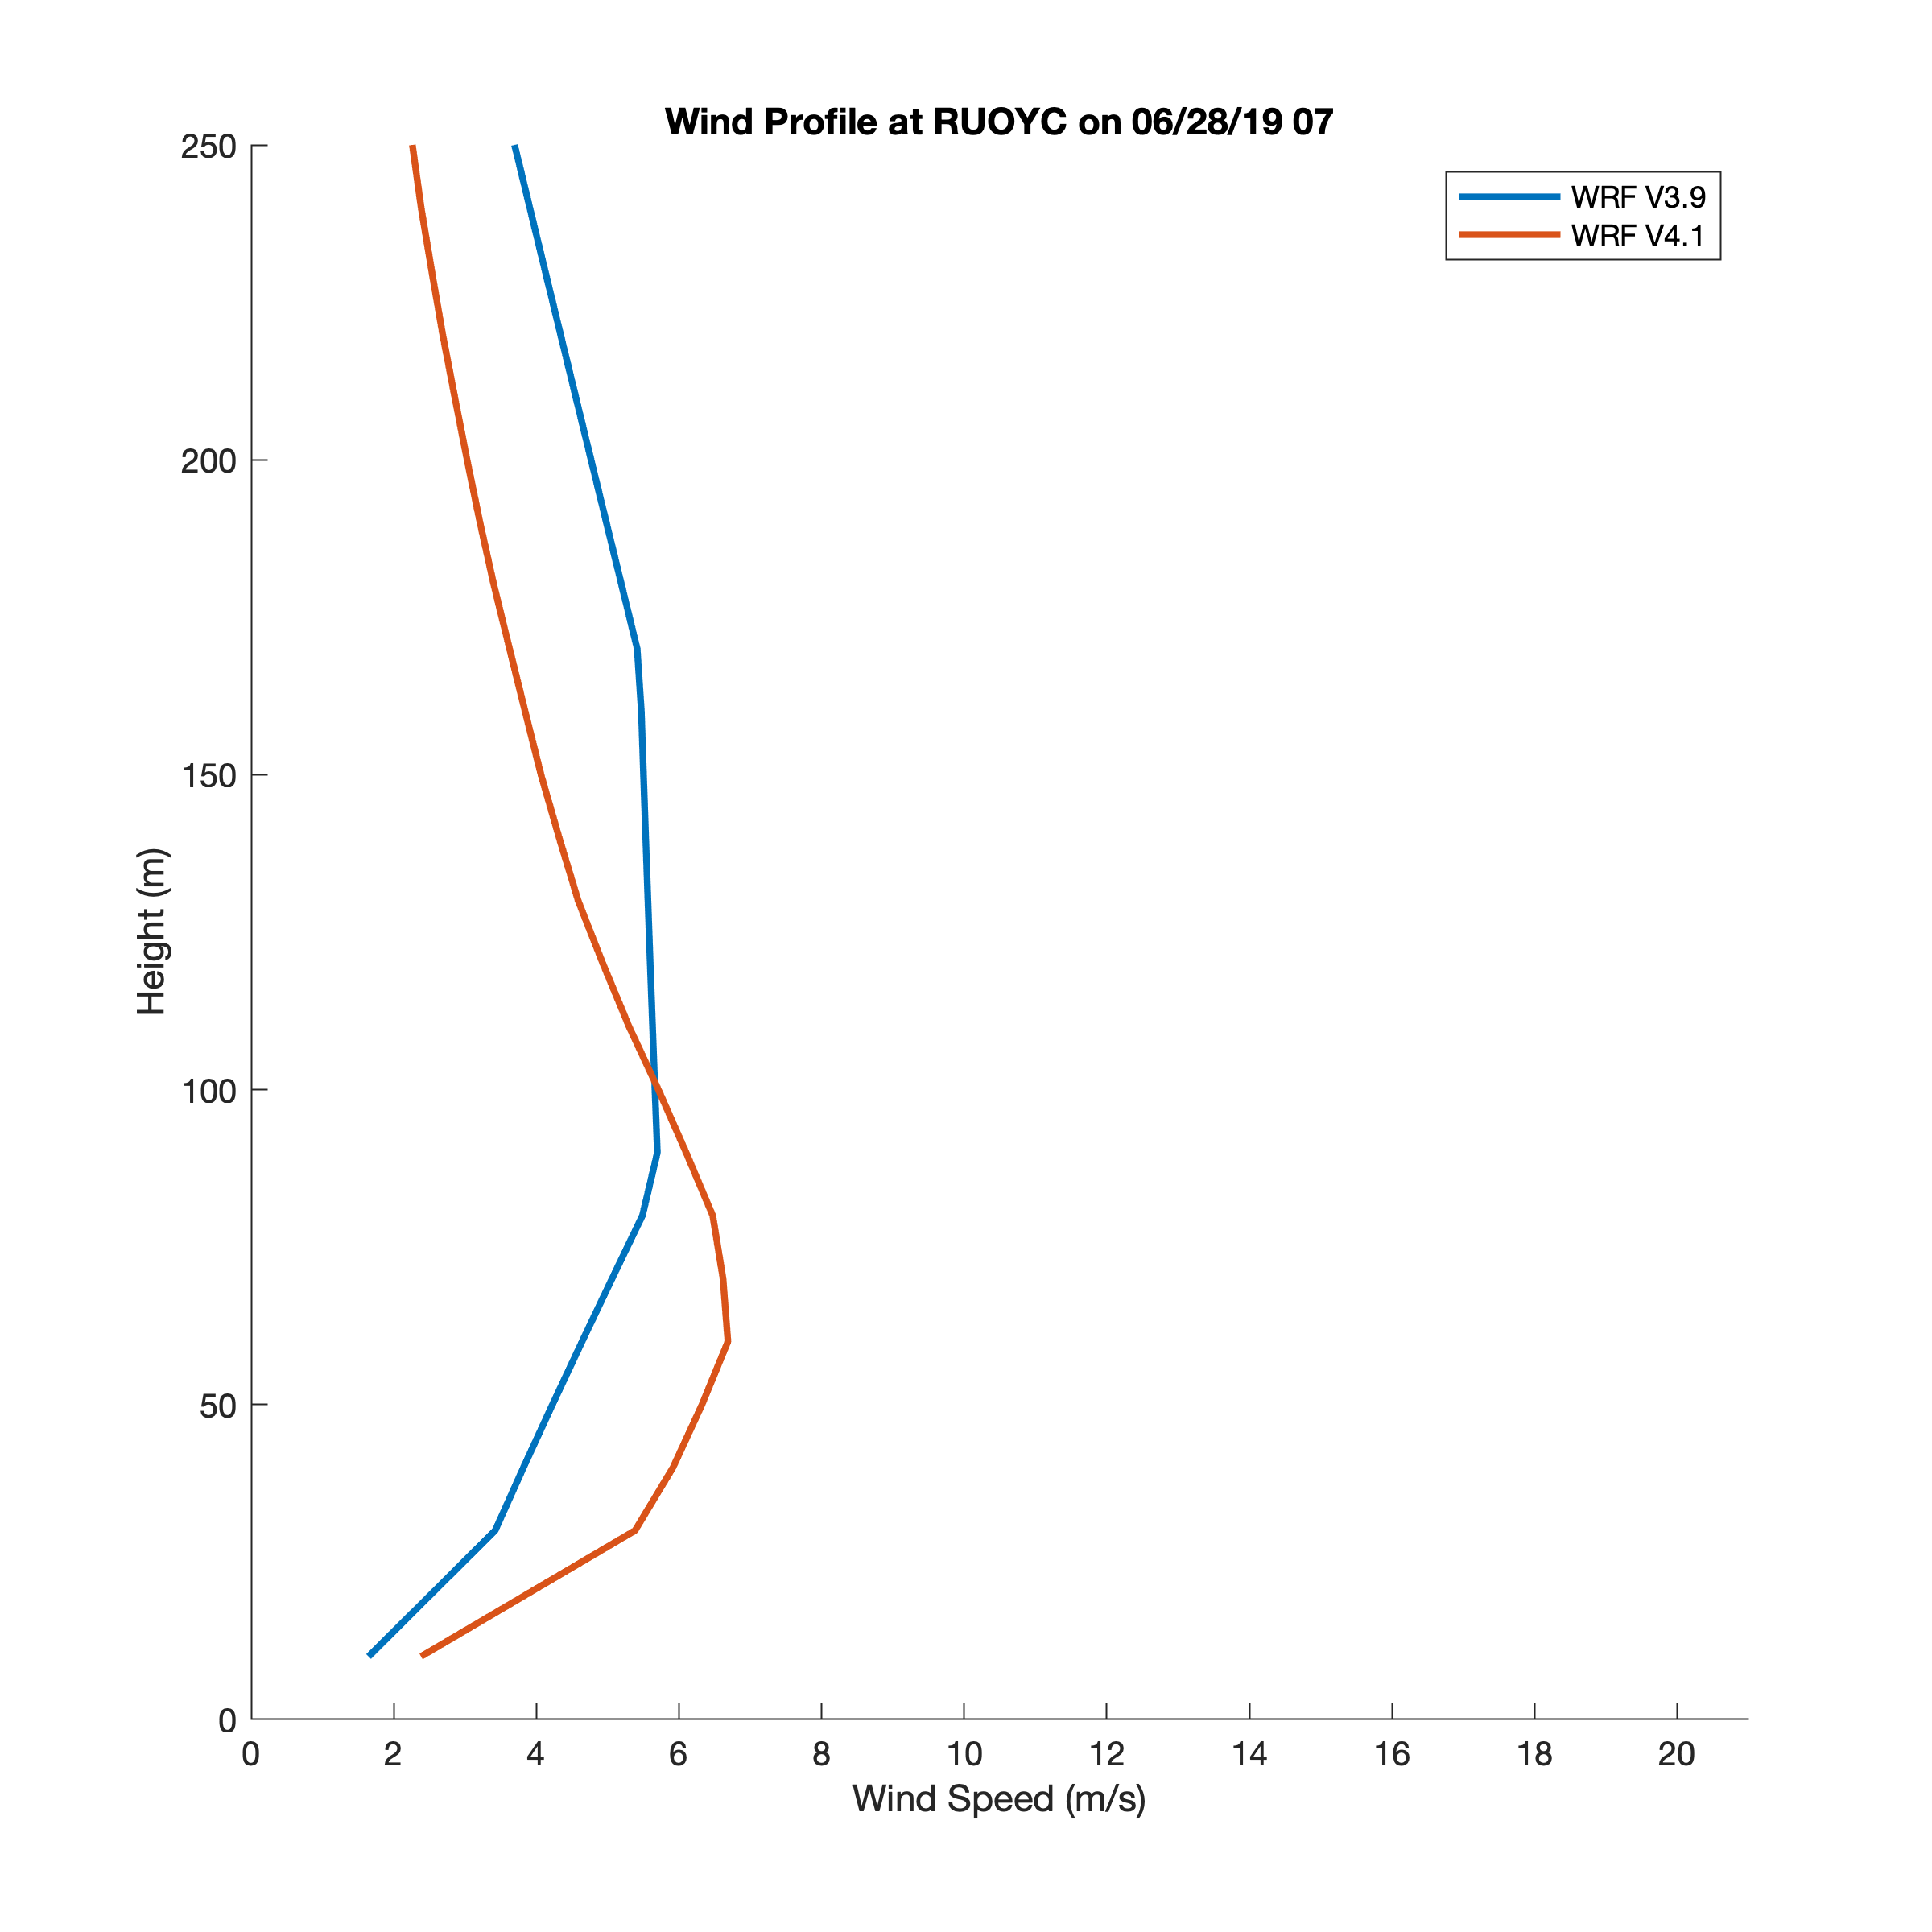 Wind Profile at RUOYC on 06/28/19 07
WRF V3.9
WRF V4.1
250
200
150
100
50
0
Height (m)
0 2 4 6 8 10 12 14 16 18 20
Wind Speed (m/s)